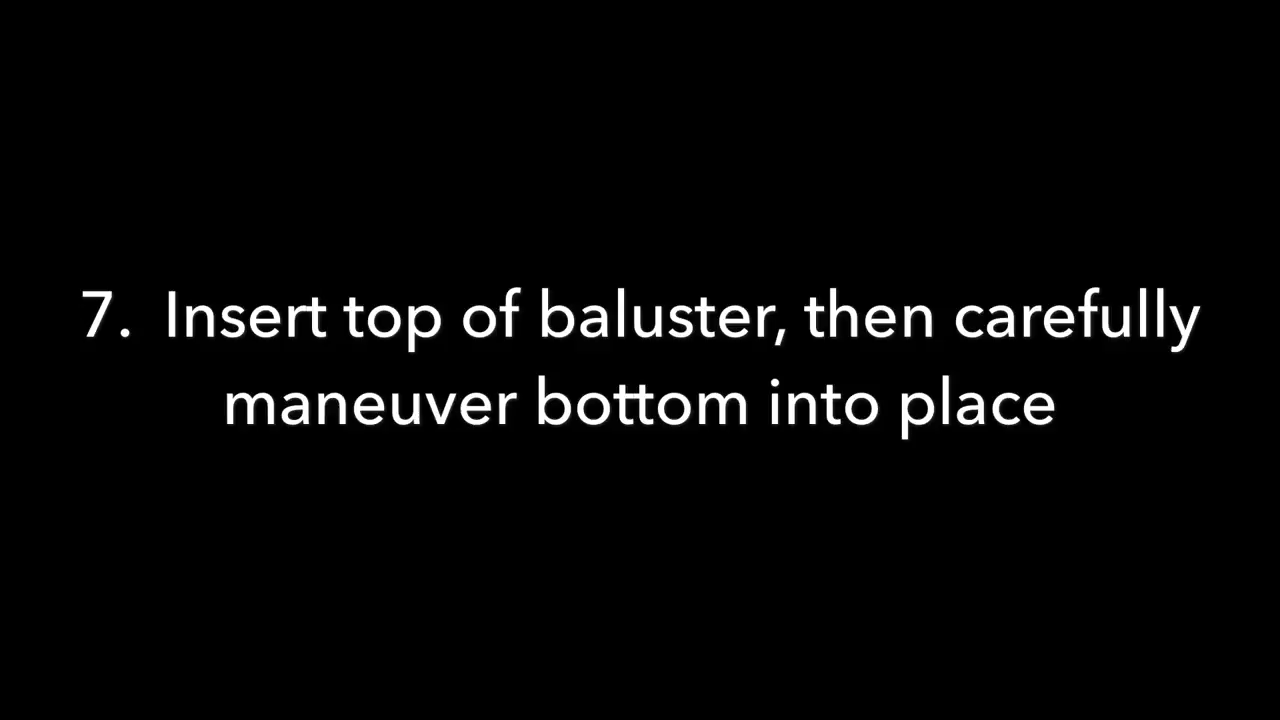 7.  Insert top of baluster, then carefully
maneuver bottom into place